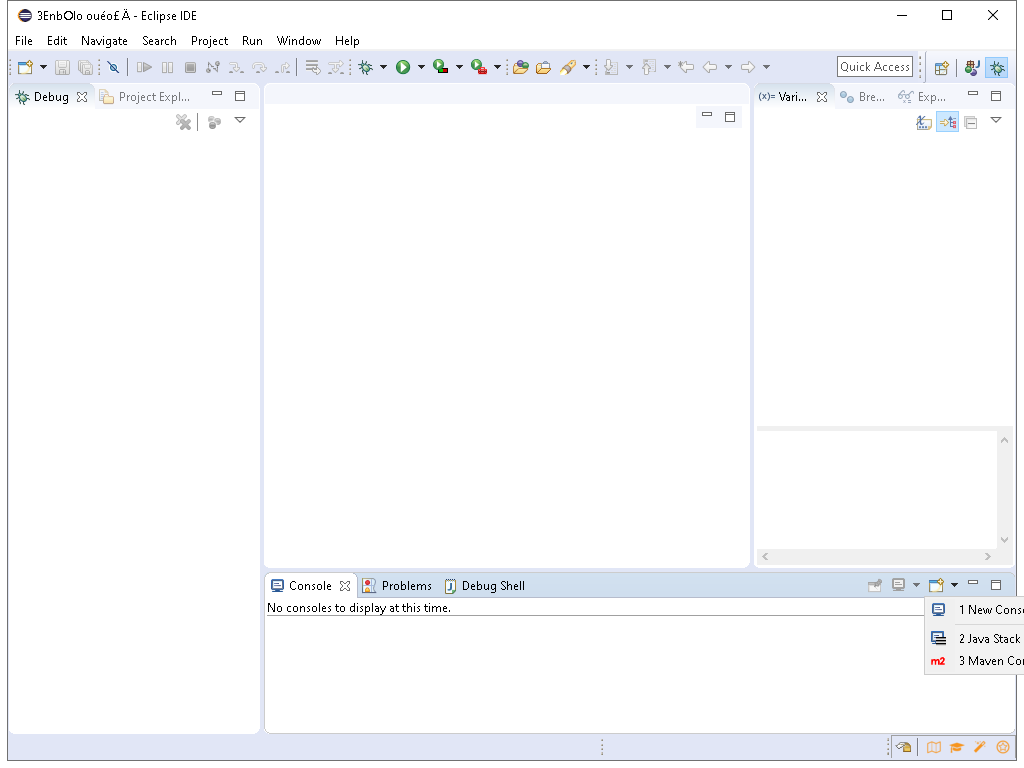 3EnbOlo ouéo£Ä - Eclipse IDE
File Edit Navigate Search Project Run Window Help
Quick Access
Debug Project Expl... (x)= Vari... Bre... Exp...
Console Problems Debug Shell
No consoles to display at this time.
1 New Conso
2 Java Stack
m2 3 Maven Con